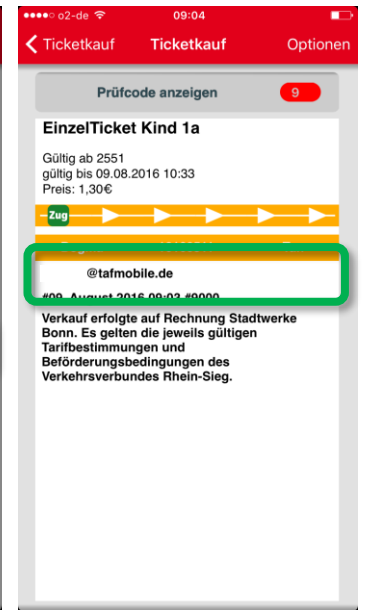 o2-de 09:04
Ticketkauf Ticketkauf Optionen
Prüfcode anzeigen 9
EinzelTicket Kind 1a
Gültig ab 2551
gültig bis 09.08.2016 10:33
Preis: 1,30€
Zug
@tafmobile.de
#09. August 2016 09:03 #9000
Verkauf erfolgte auf Rechnung Stadtwerke
Bonn. Es gelten die jeweils gültigen
Tarifbestimmungen und
Beförderungsbedingungen des
Verkehrsverbundes Rhein-Sieg.